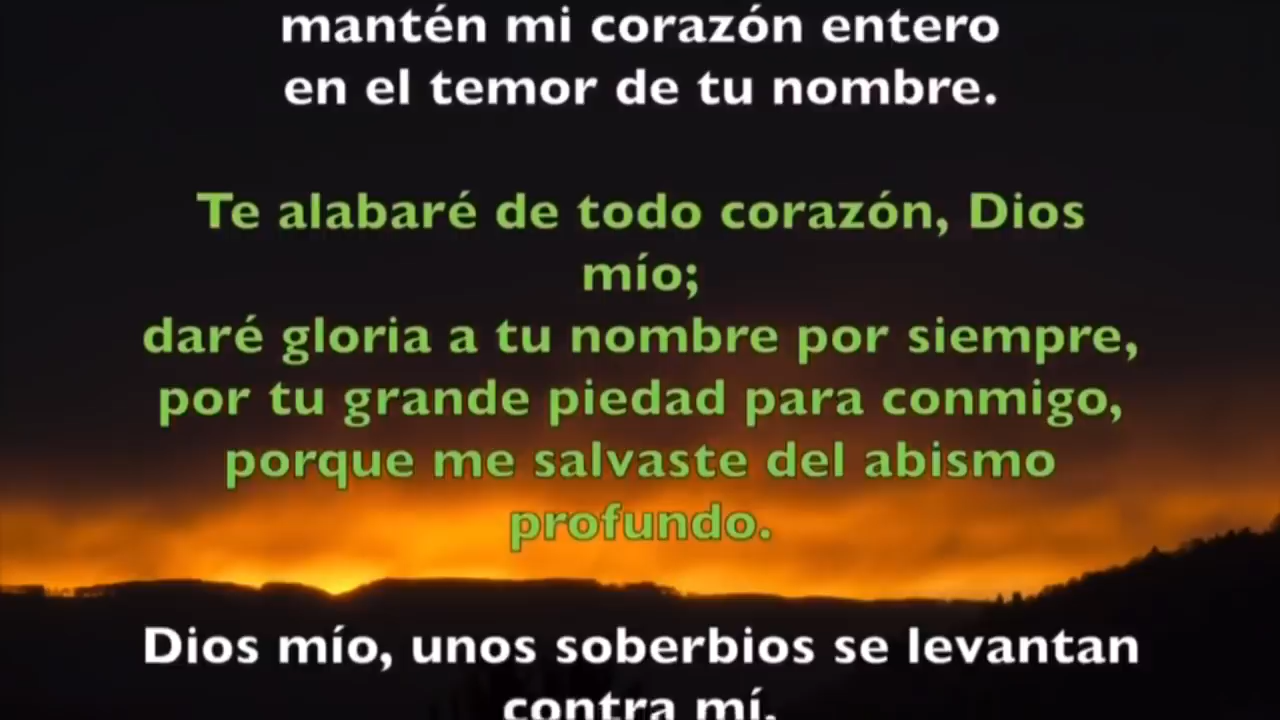 mantén mi corazón entero
en el temor de tu nombre.
Te alabaré de todo corazón, Dios
mío;
daré gloria a tu nombre por siempre,
por tu grande piedad para conmigo,
porque me salvaste del abismo
profundo.
Dios mío, unos soberbios se levantan
contra mí,